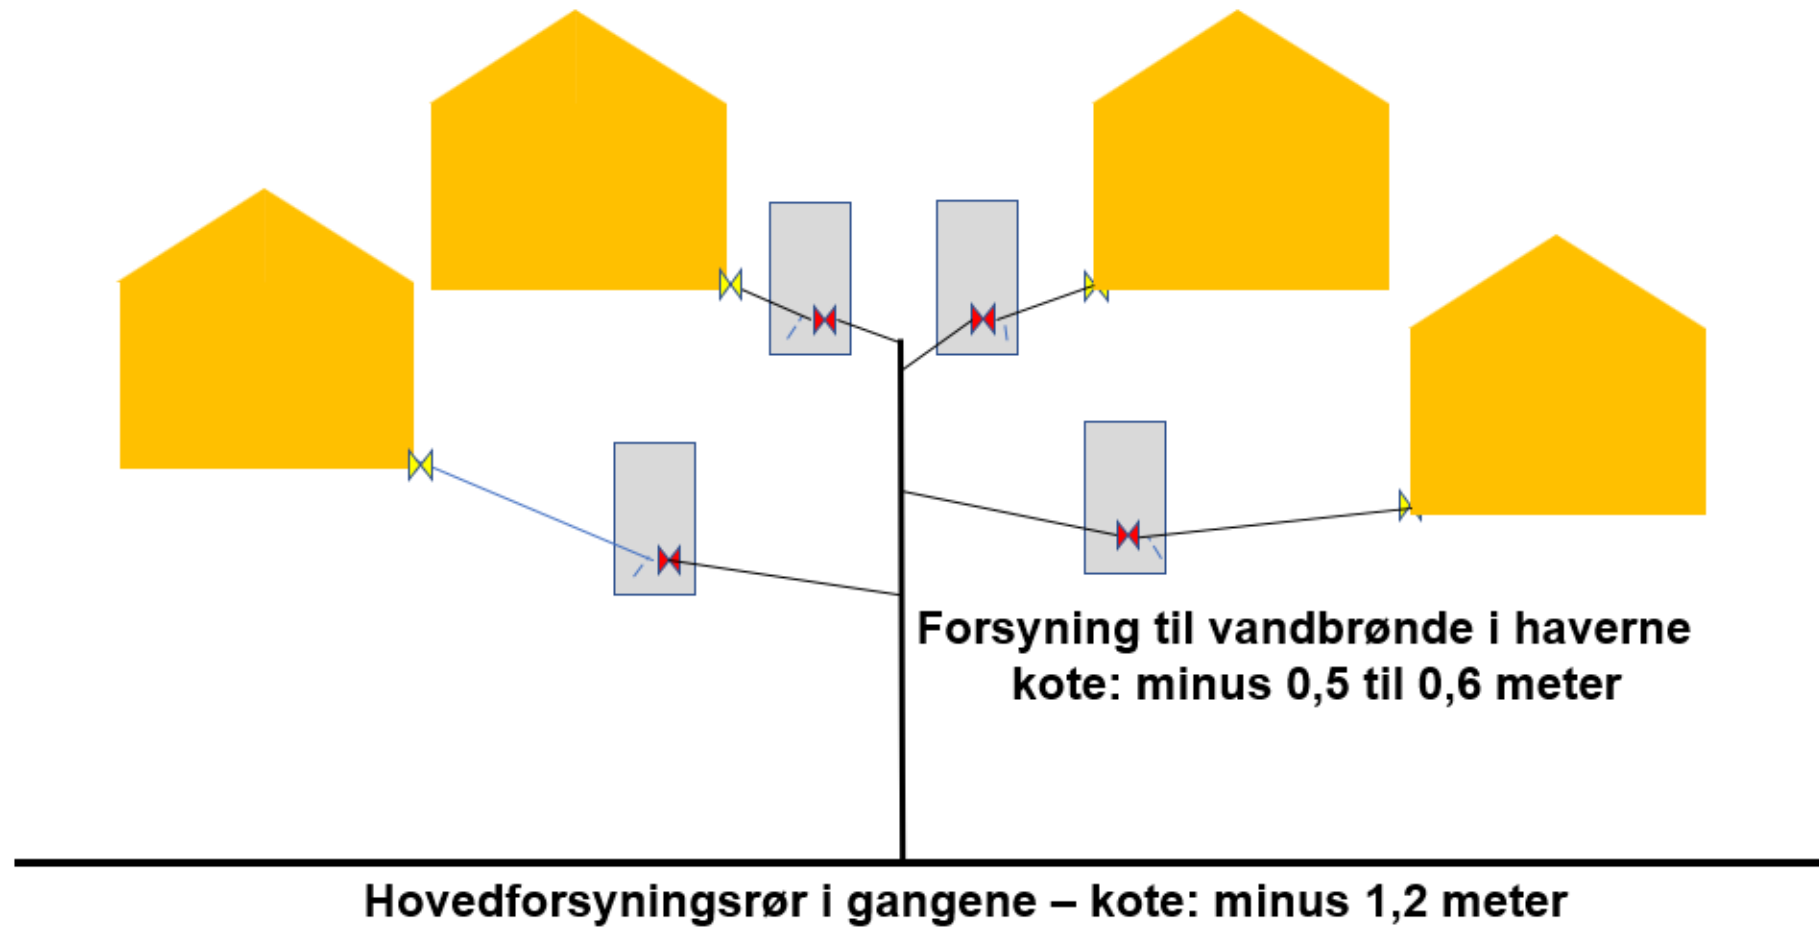 Forsyning til vandbrønde i haverne
kote: minus 0,5 til 0,6 meter
Hovedforsyningsrør i gangene – kote: minus 1,2 meter